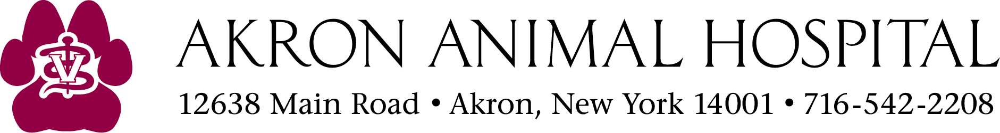 V
AKRON ANIMAL HOSPITAL
12638 Main Road • Akron, New York 14001 • 716-542-2208